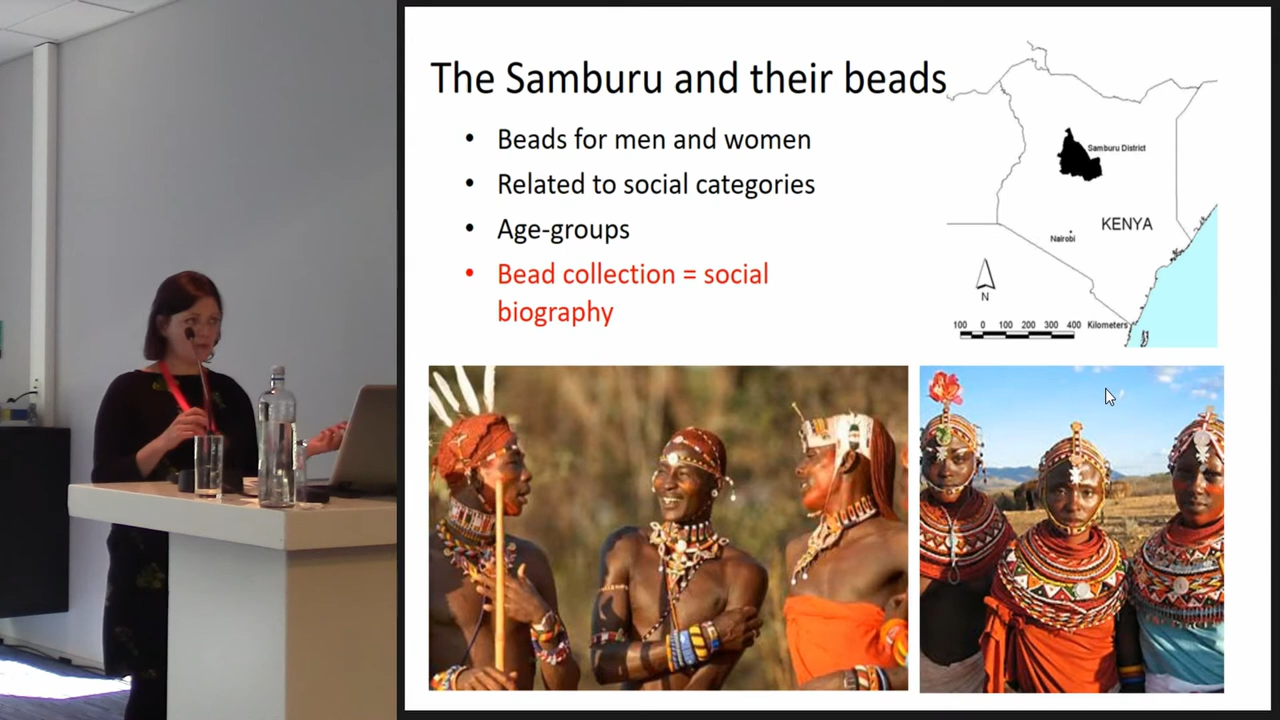 The Samburu and their beads
• Beads for men and women
• Related to social categories
• Age-groups
• Bead collection = social
biography
Samburu District
KENYA
Nairobi
N
100 0 100 200 300 400 Kilometers